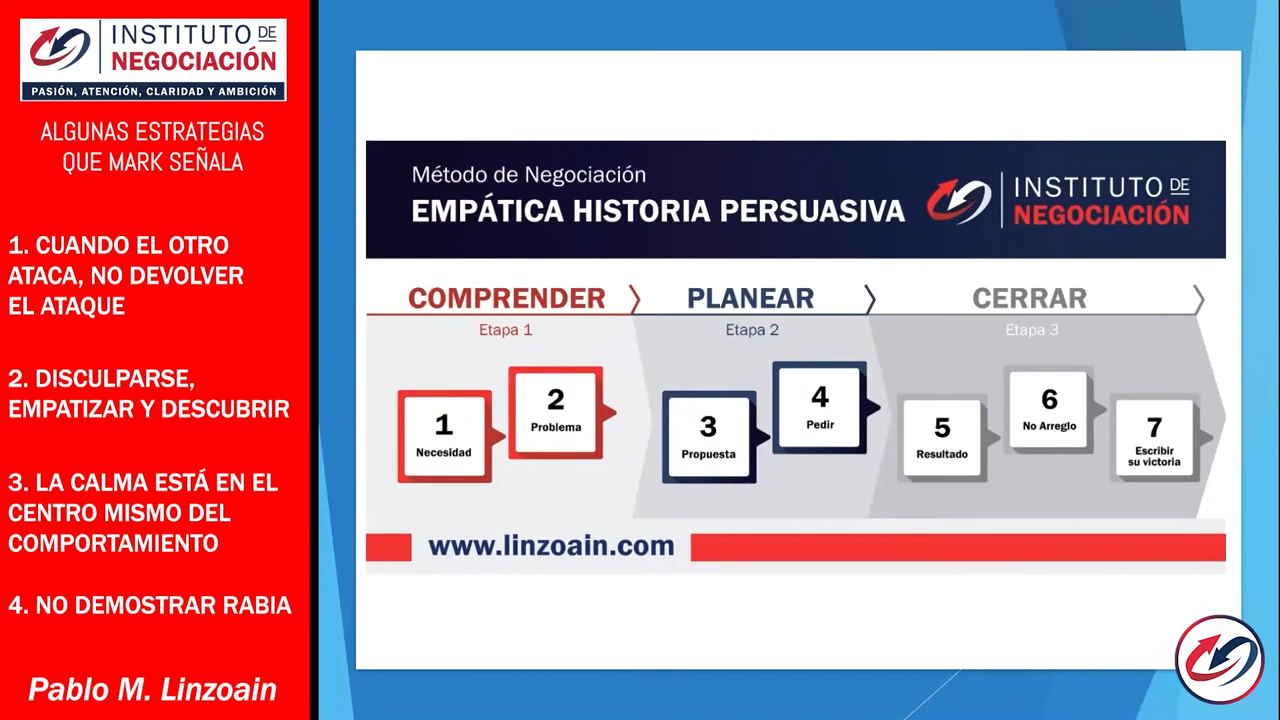 INSTITUTO DE
NEGOCIACIÓN
PASIÓN, ATENCIÓN, CLARIDAD Y AMBICIÓN
ALGUNAS ESTRATEGIAS
QUE MARK SEÑALA
1. CUANDO EL OTRO
ATACA, NO DEVOLVER
EL ATAQUE
2. DISCULPARSE,
EMPATIZAR Y DESCUBRIR
3. LA CALMA ESTÁ EN EL
CENTRO MISMO DEL
COMPORTAMIENTO
4. NO DEMOSTRAR RABIA
Pablo M. Linzoain
Método de Negociación
EMPÁTICA HISTORIA PERSUASIVA
INSTITUTO DE
NEGOCIACIÓN
COMPRENDER
Etapa 1
PLANEAR
Etapa 2
CERRAR
Etapa 3
1
Necesidad
2
Problema
3
Propuesta
4
Pedir
5
Resultado
6
No Arreglo
7
Escribir
su victoria
www.linzoain.com